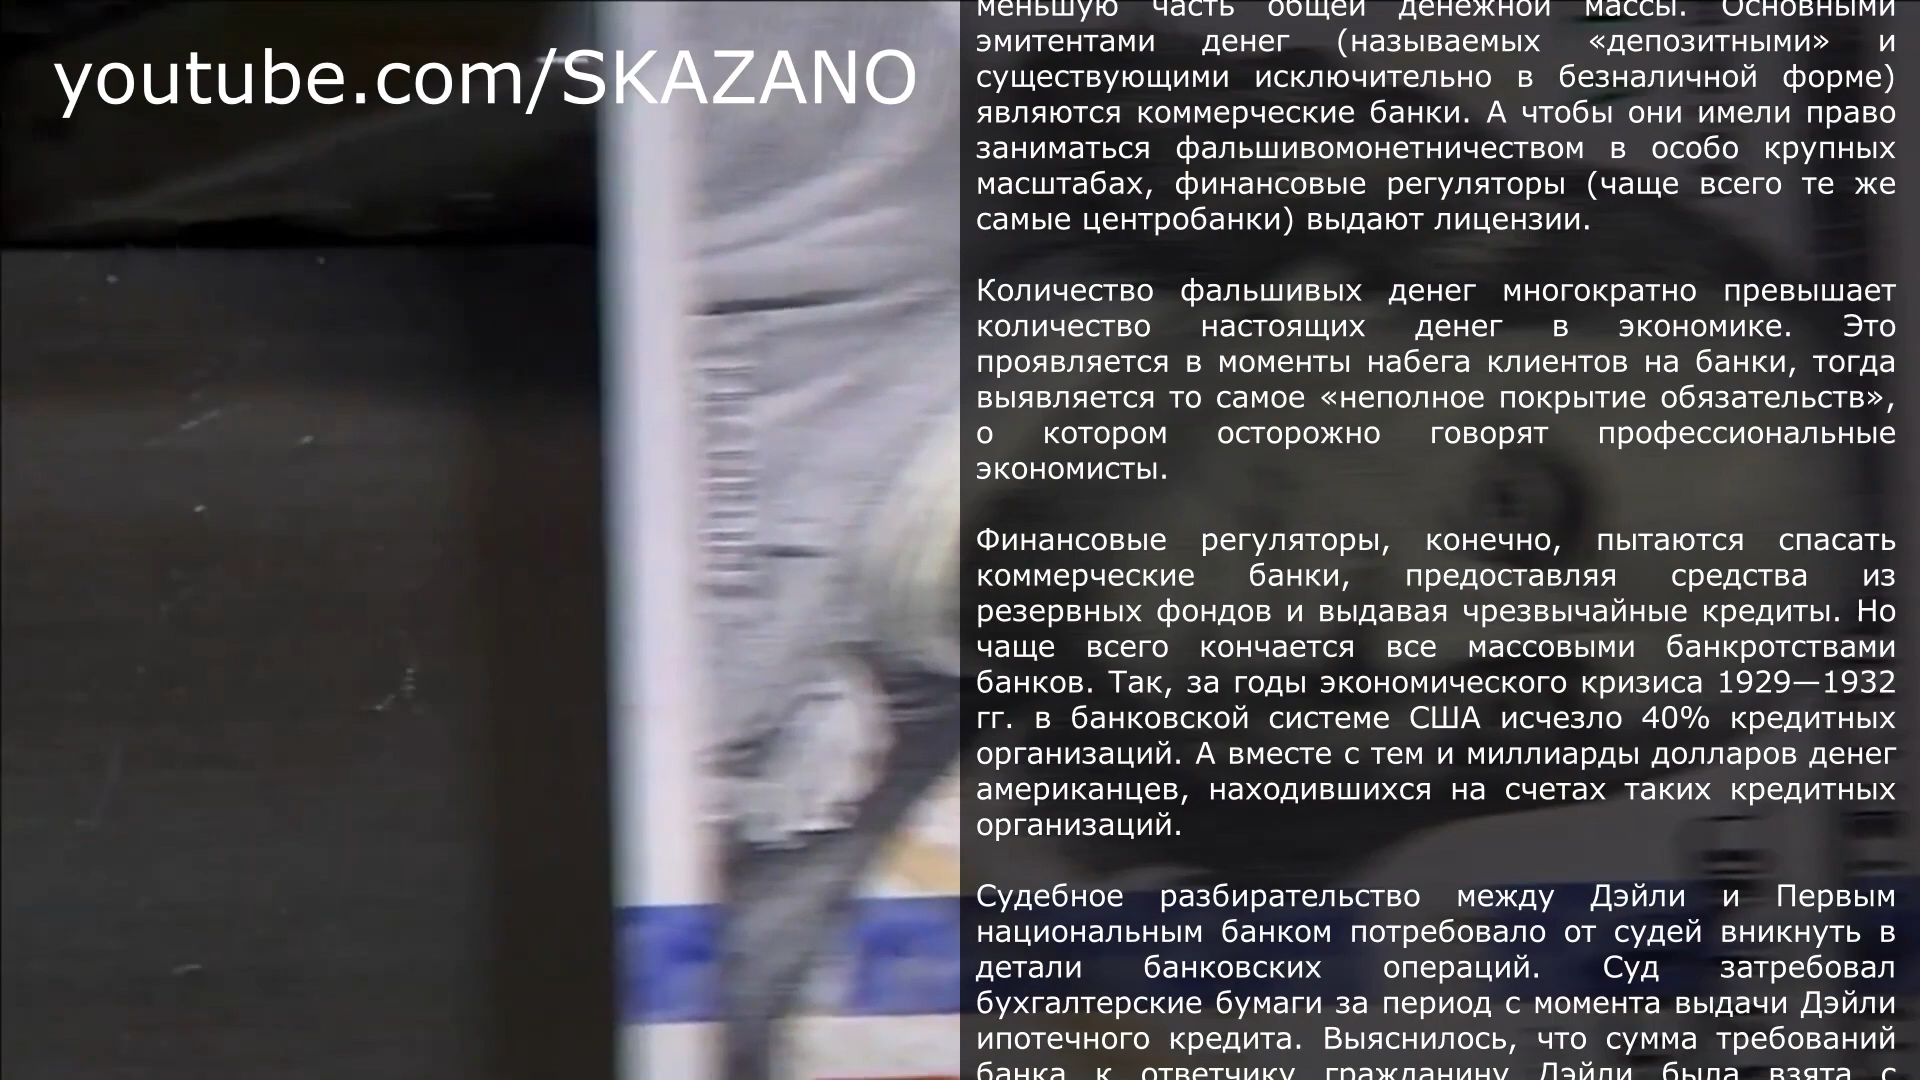 youtube.com/SKAZANO
меньшую часть общей денежной массы. Основными
эмитентами денег (называемых «депозитными» и
существующими исключительно в безналичной форме)
являются коммерческие банки. А чтобы они имели право
заниматься фальшивомонетничеством в особо крупных
масштабах, финансовые регуляторы (чаще всего те же
самые центробанки) выдают лицензии.
Количество фальшивых денег многократно превышает
количество настоящих денег в экономике. Это
проявляется в моменты набега клиентов на банки, тогда
выявляется то самое «неполное покрытие обязательств»,
о котором осторожно говорят профессиональные
экономисты.
Финансовые регуляторы, конечно, пытаются спасать
коммерческие банки, предоставляя средства из
резервных фондов и выдавая чрезвычайные кредиты. Но
чаще всего кончается все массовыми банкротствами
банков. Так, за годы экономического кризиса 1929—1932
гг. в банковской системе США исчезло 40% кредитных
организаций. А вместе с тем и миллиарды долларов денег
американцев, находившихся на счетах таких кредитных
организаций.
Судебное разбирательство между Дэйли и Первым
национальным банком потребовало от судей вникнуть в
детали банковских операций. Суд затребовал
бухгалтерские бумаги за период с момента выдачи Дэйли
ипотечного кредита. Выяснилось, что сумма требований
банка к ответчику гражданину Дэйли была взята с